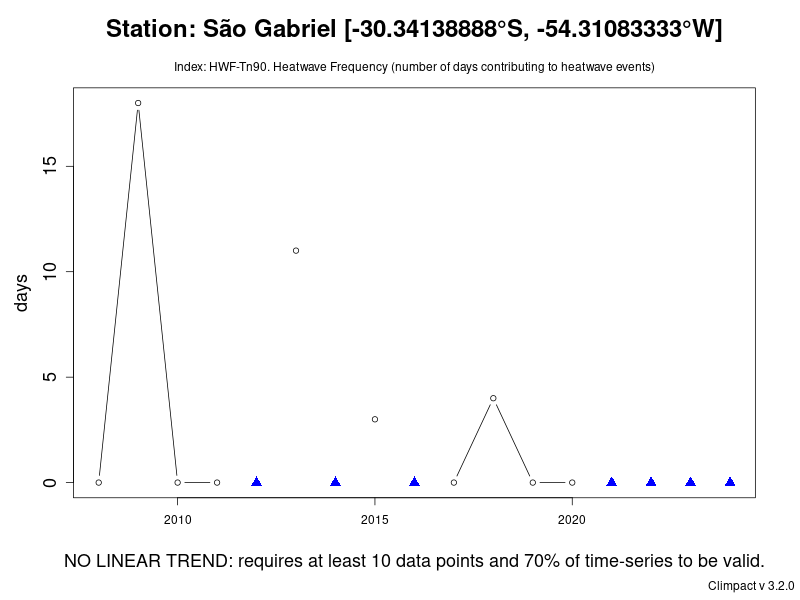 Station: São Gabriel [-30.34138888°S, -54.31083333°W]
Index: HWF-Tn90. Heatwave Frequency (number of days contributing to heatwave events)
15
10
5
0
days
2010
2015
2020
NO LINEAR TREND: requires at least 10 data points and 70% of time-series to be valid.
Climpact v 3.2.0